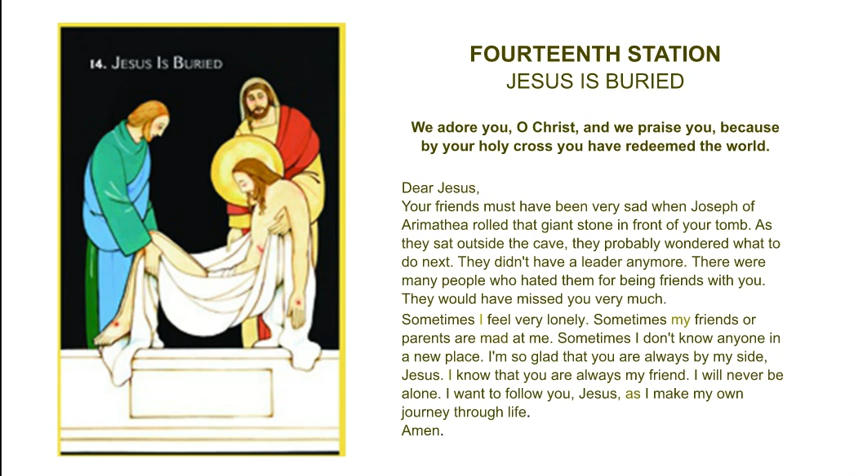 14. JESUS IS BURIED
FOURTEENTH STATION
JESUS IS BURIED
We adore you, O Christ, and we praise you, because
by your holy cross you have redeemed the world.
Dear Jesus,
Your friends must have been very sad when Joseph of
Arimathea rolled that giant stone in front of your tomb. As
they sat outside the cave, they probably wondered what to
do next. They didn't have a leader anymore. There were
many people who hated them for being friends with you.
They would have missed you very much.
Sometimes I feel very lonely. Sometimes my friends or
parents are mad at me. Sometimes I don't know anyone in
a new place. I'm so glad that you are always by my side,
Jesus. I know that you are always my friend. I will never be
alone. I want to follow you, Jesus, as I make my own
journey through life.
Amen.